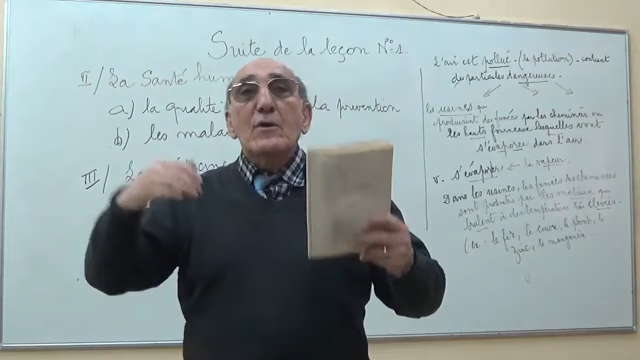 Suite de la leçon N°1
II/ La Santé hum
a) la qualité la prévention
b) les mala
III/ La
L'air est pollué. (la pollution). contient
des particules dangereuses.
les usines qui
produisent des fumées par les cheminées ou
les hauts fourneaux lesquelles vont
s'évaporer dans l'air
v. s'évaporer ← la vapeur.
Dans les usines, les fumées des cheminées
sont produites par des métaux qui
brûlent à des températures très élevées.
(ex: le fer, le cuivre, le plomb, le
zinc, le manganèse